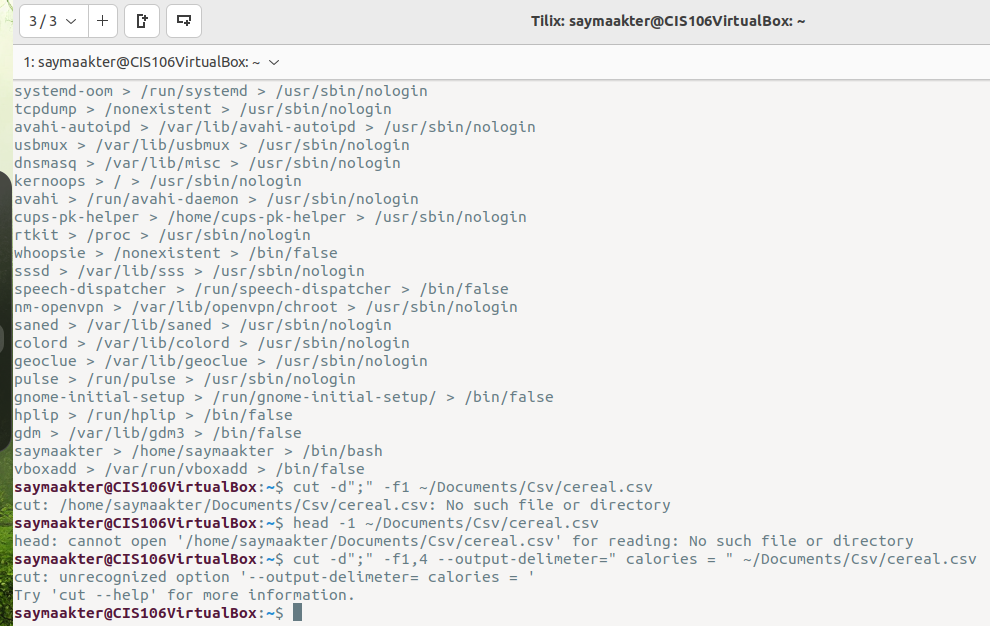 3 / 3
Tilix: saymaakter@CIS106VirtualBox: ~
1: saymaakter@CIS106VirtualBox: ~
systemd-oom > /run/systemd > /usr/sbin/nologin
tcpdump > /nonexistent > /usr/sbin/nologin
avahi-autoipd > /var/lib/avahi-autoipd > /usr/sbin/nologin
usbmux > /var/lib/usbmux > /usr/sbin/nologin
dnsmasq > /var/lib/misc > /usr/sbin/nologin
kernoops > / > /usr/sbin/nologin
avahi > /run/avahi-daemon > /usr/sbin/nologin
cups-pk-helper > /home/cups-pk-helper > /usr/sbin/nologin
rtkit > /proc > /usr/sbin/nologin
whoopsie > /nonexistent > /bin/false
sssd > /var/lib/sss > /usr/sbin/nologin
speech-dispatcher > /run/speech-dispatcher > /bin/false
nm-openvpn > /var/lib/openvpn/chroot > /usr/sbin/nologin
saned > /var/lib/saned > /usr/sbin/nologin
colord > /var/lib/colord > /usr/sbin/nologin
geoclue > /var/lib/geoclue > /usr/sbin/nologin
pulse > /run/pulse > /usr/sbin/nologin
gnome-initial-setup > /run/gnome-initial-setup/ > /bin/false
hplip > /run/hplip > /bin/false
gdm > /var/lib/gdm3 > /bin/false
saymaakter > /home/saymaakter > /bin/bash
vboxadd > /var/run/vboxadd > /bin/false
saymaakter@CIS106VirtualBox:~$ cut -d";" -f1 ~/Documents/Csv/cereal.csv
cut: /home/saymaakter/Documents/Csv/cereal.csv: No such file or directory
saymaakter@CIS106VirtualBox:~$ head -1 ~/Documents/Csv/cereal.csv
head: cannot open '/home/saymaakter/Documents/Csv/cereal.csv' for reading: No such file or directory
saymaakter@CIS106VirtualBox:~$ cut -d";" -f1,4 --output-delimeter=" calories = " ~/Documents/Csv/cereal.csv
cut: unrecognized option '--output-delimeter= calories = '
Try 'cut --help' for more information.
saymaakter@CIS106VirtualBox:~$